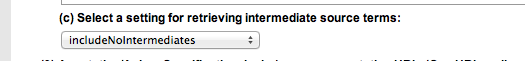 (c) Select a setting for retrieving intermediate source terms:
includeNoIntermediates